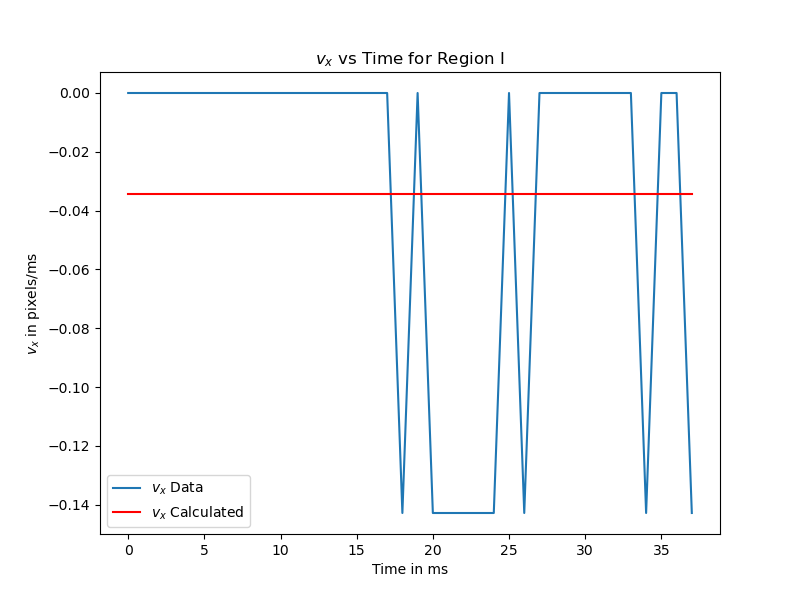 v_x vs Time for Region I
0.00
−0.02
−0.04
−0.06
−0.08
−0.10
−0.12
−0.14
v_x in pixels/ms
v_x Data
v_x Calculated
0 5 10 15 20 25 30 35
Time in ms